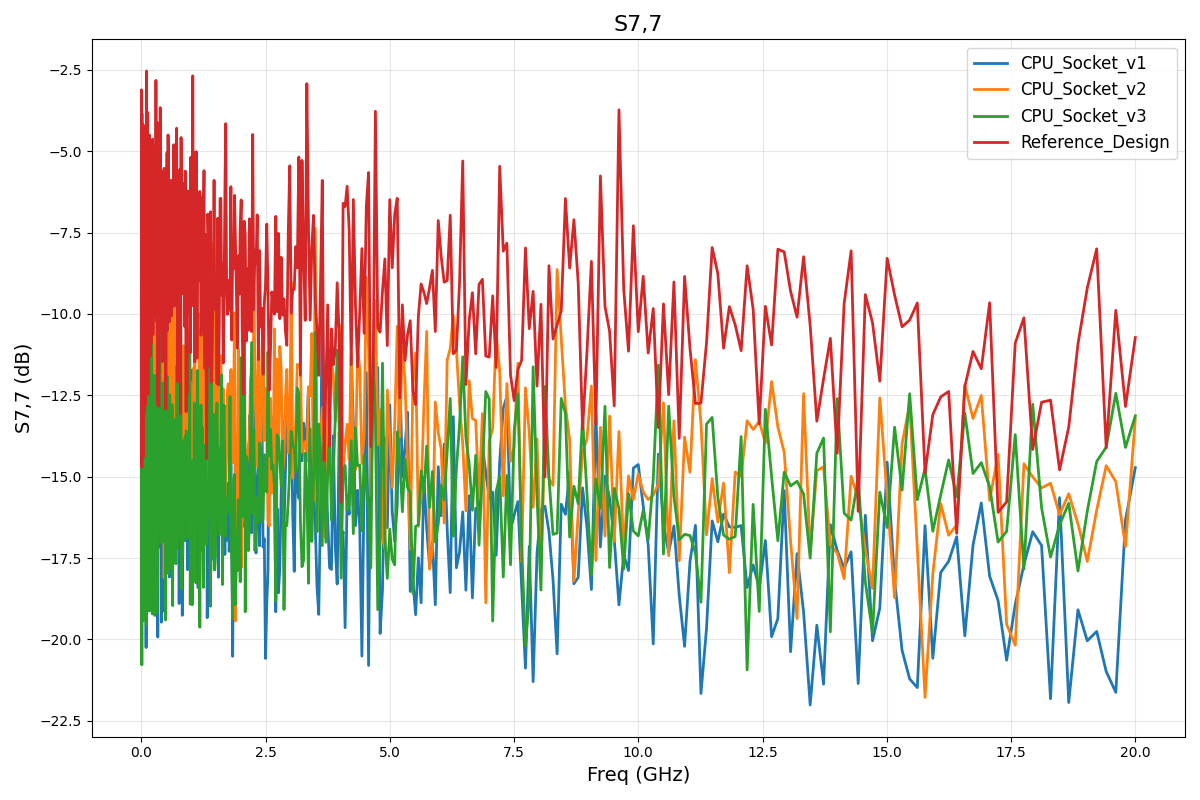 S7,7
CPU_Socket_v1
CPU_Socket_v2
CPU_Socket_v3
Reference_Design
S7,7 (dB)
−2.5
−5.0
−7.5
−10.0
−12.5
−15.0
−17.5
−20.0
−22.5
0.0 2.5 5.0 7.5 10.0 12.5 15.0 17.5 20.0
Freq (GHz)